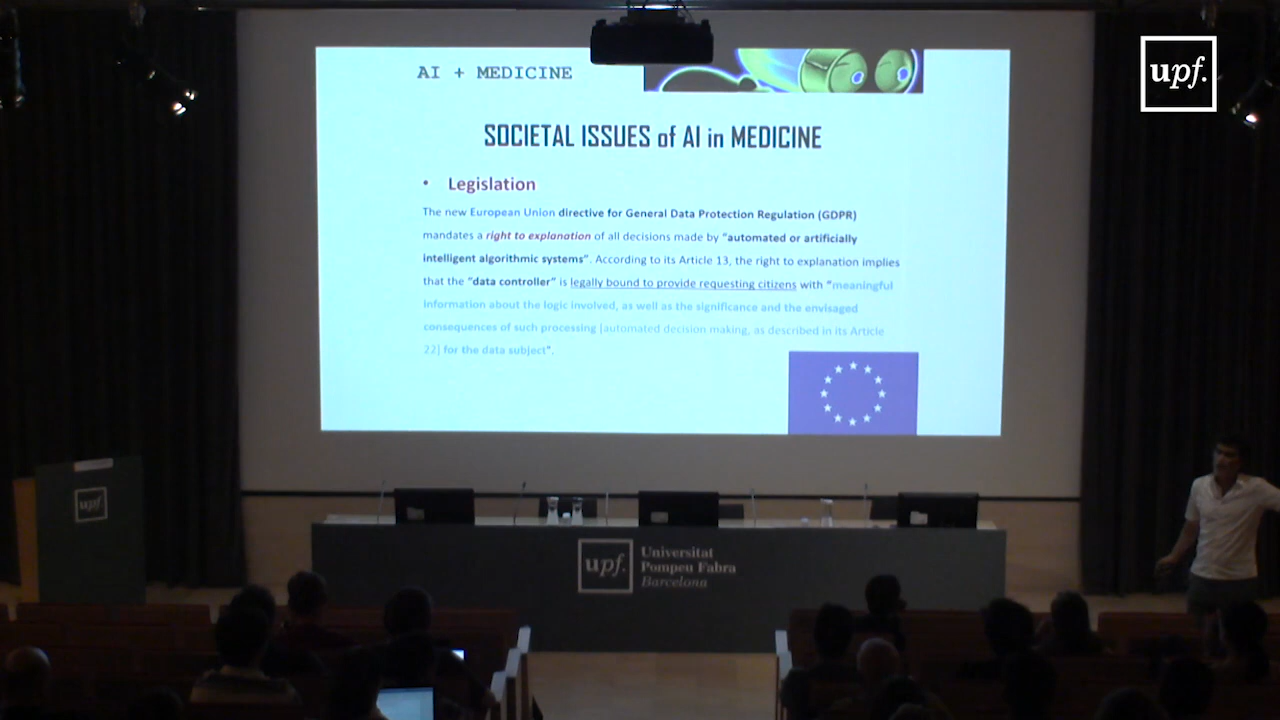 AI + MEDICINE
upf.
SOCIETAL ISSUES of AI in MEDICINE
• Legislation
The new European Union directive for General Data Protection Regulation (GDPR)
mandates a right to explanation of all decisions made by "automated or artificially
intelligent algorithmic systems". According to its Article 13, the right to explanation implies
that the "data controller" is legally bound to provide requesting citizens with "meaningful
information about the logic involved, as well as the significance and the envisaged
consequences of such processing [automated decision making, as described in its Article
22] for the data subject".
upf.
upf.
Universitat
Pompeu Fabra
Barcelona